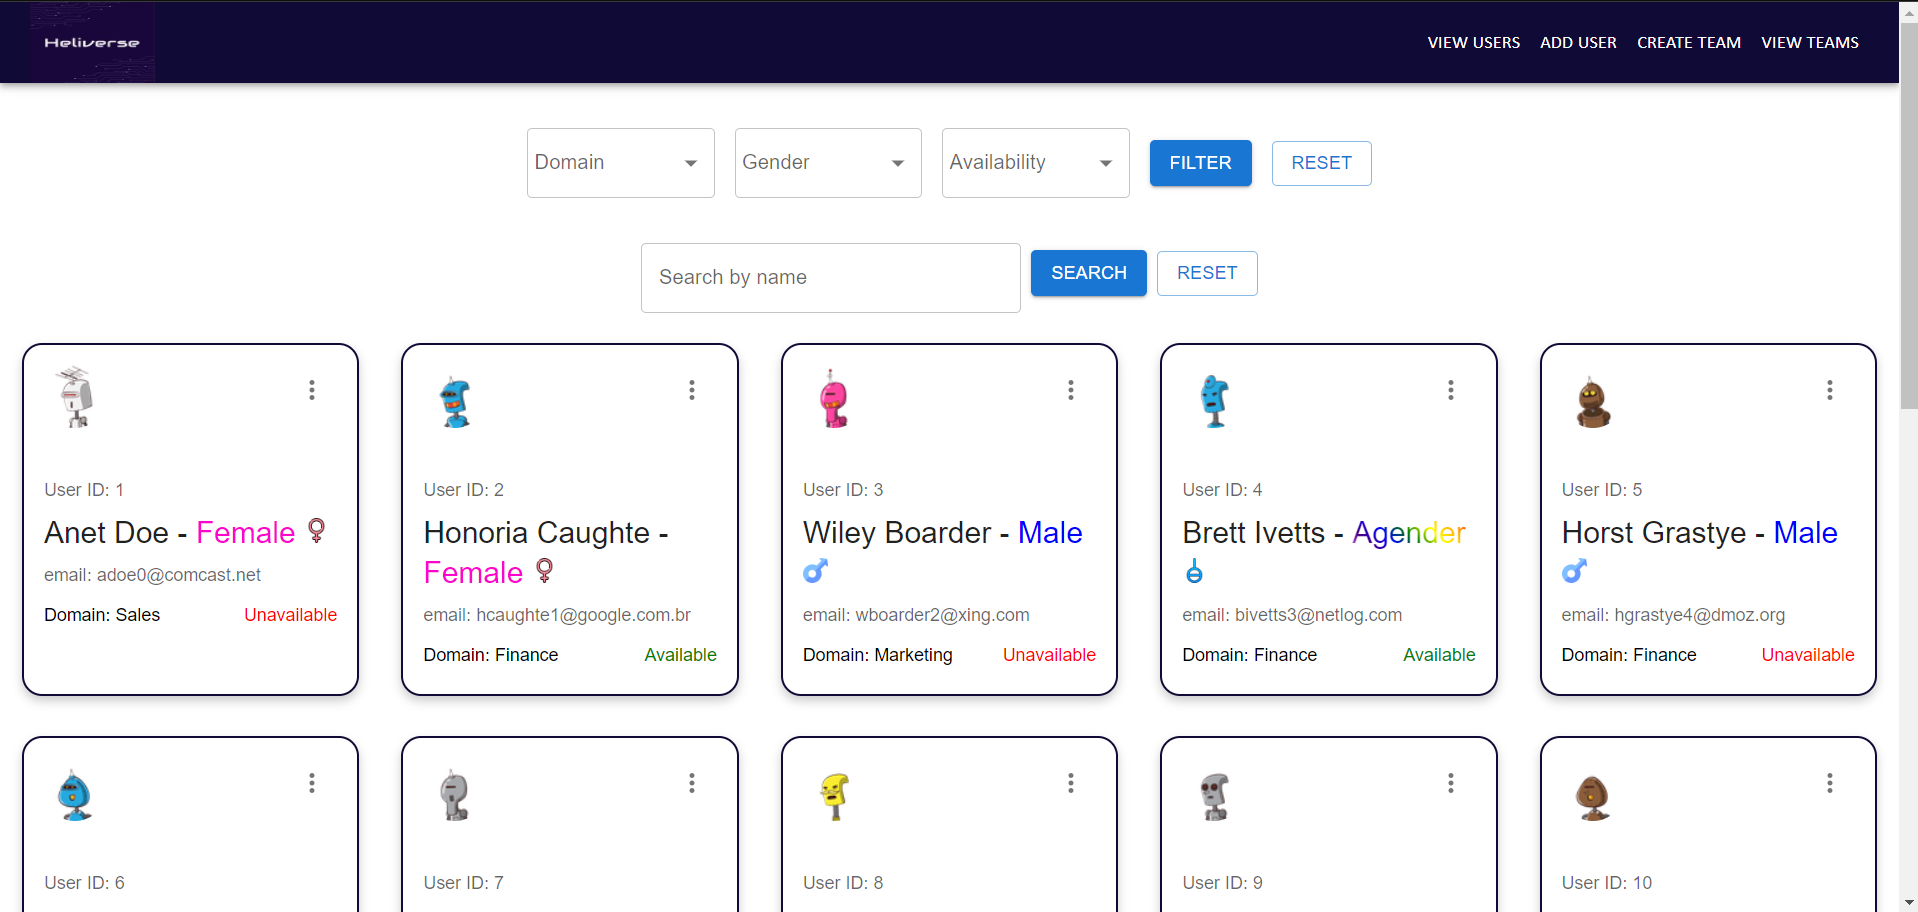 Heliverse
VIEW USERS ADD USER CREATE TEAM VIEW TEAMS
Domain Gender Availability FILTER RESET
Search by name SEARCH RESET
User ID: 1
Anet Doe - Female ♀
email: adoe0@comcast.net
Domain: Sales Unavailable
User ID: 2
Honoria Caughte -
Female ♀
email: hcaughte1@google.com.br
Domain: Finance Available
User ID: 3
Wiley Boarder - Male
♂
email: wboarder2@xing.com
Domain: Marketing Unavailable
User ID: 4
Brett Ivetts - Agender
email: bivetts3@netlog.com
Domain: Finance Available
User ID: 5
Horst Grastye - Male
♂
email: hgrastye4@dmoz.org
Domain: Finance Unavailable
User ID: 6
User ID: 7
User ID: 8
User ID: 9
User ID: 10